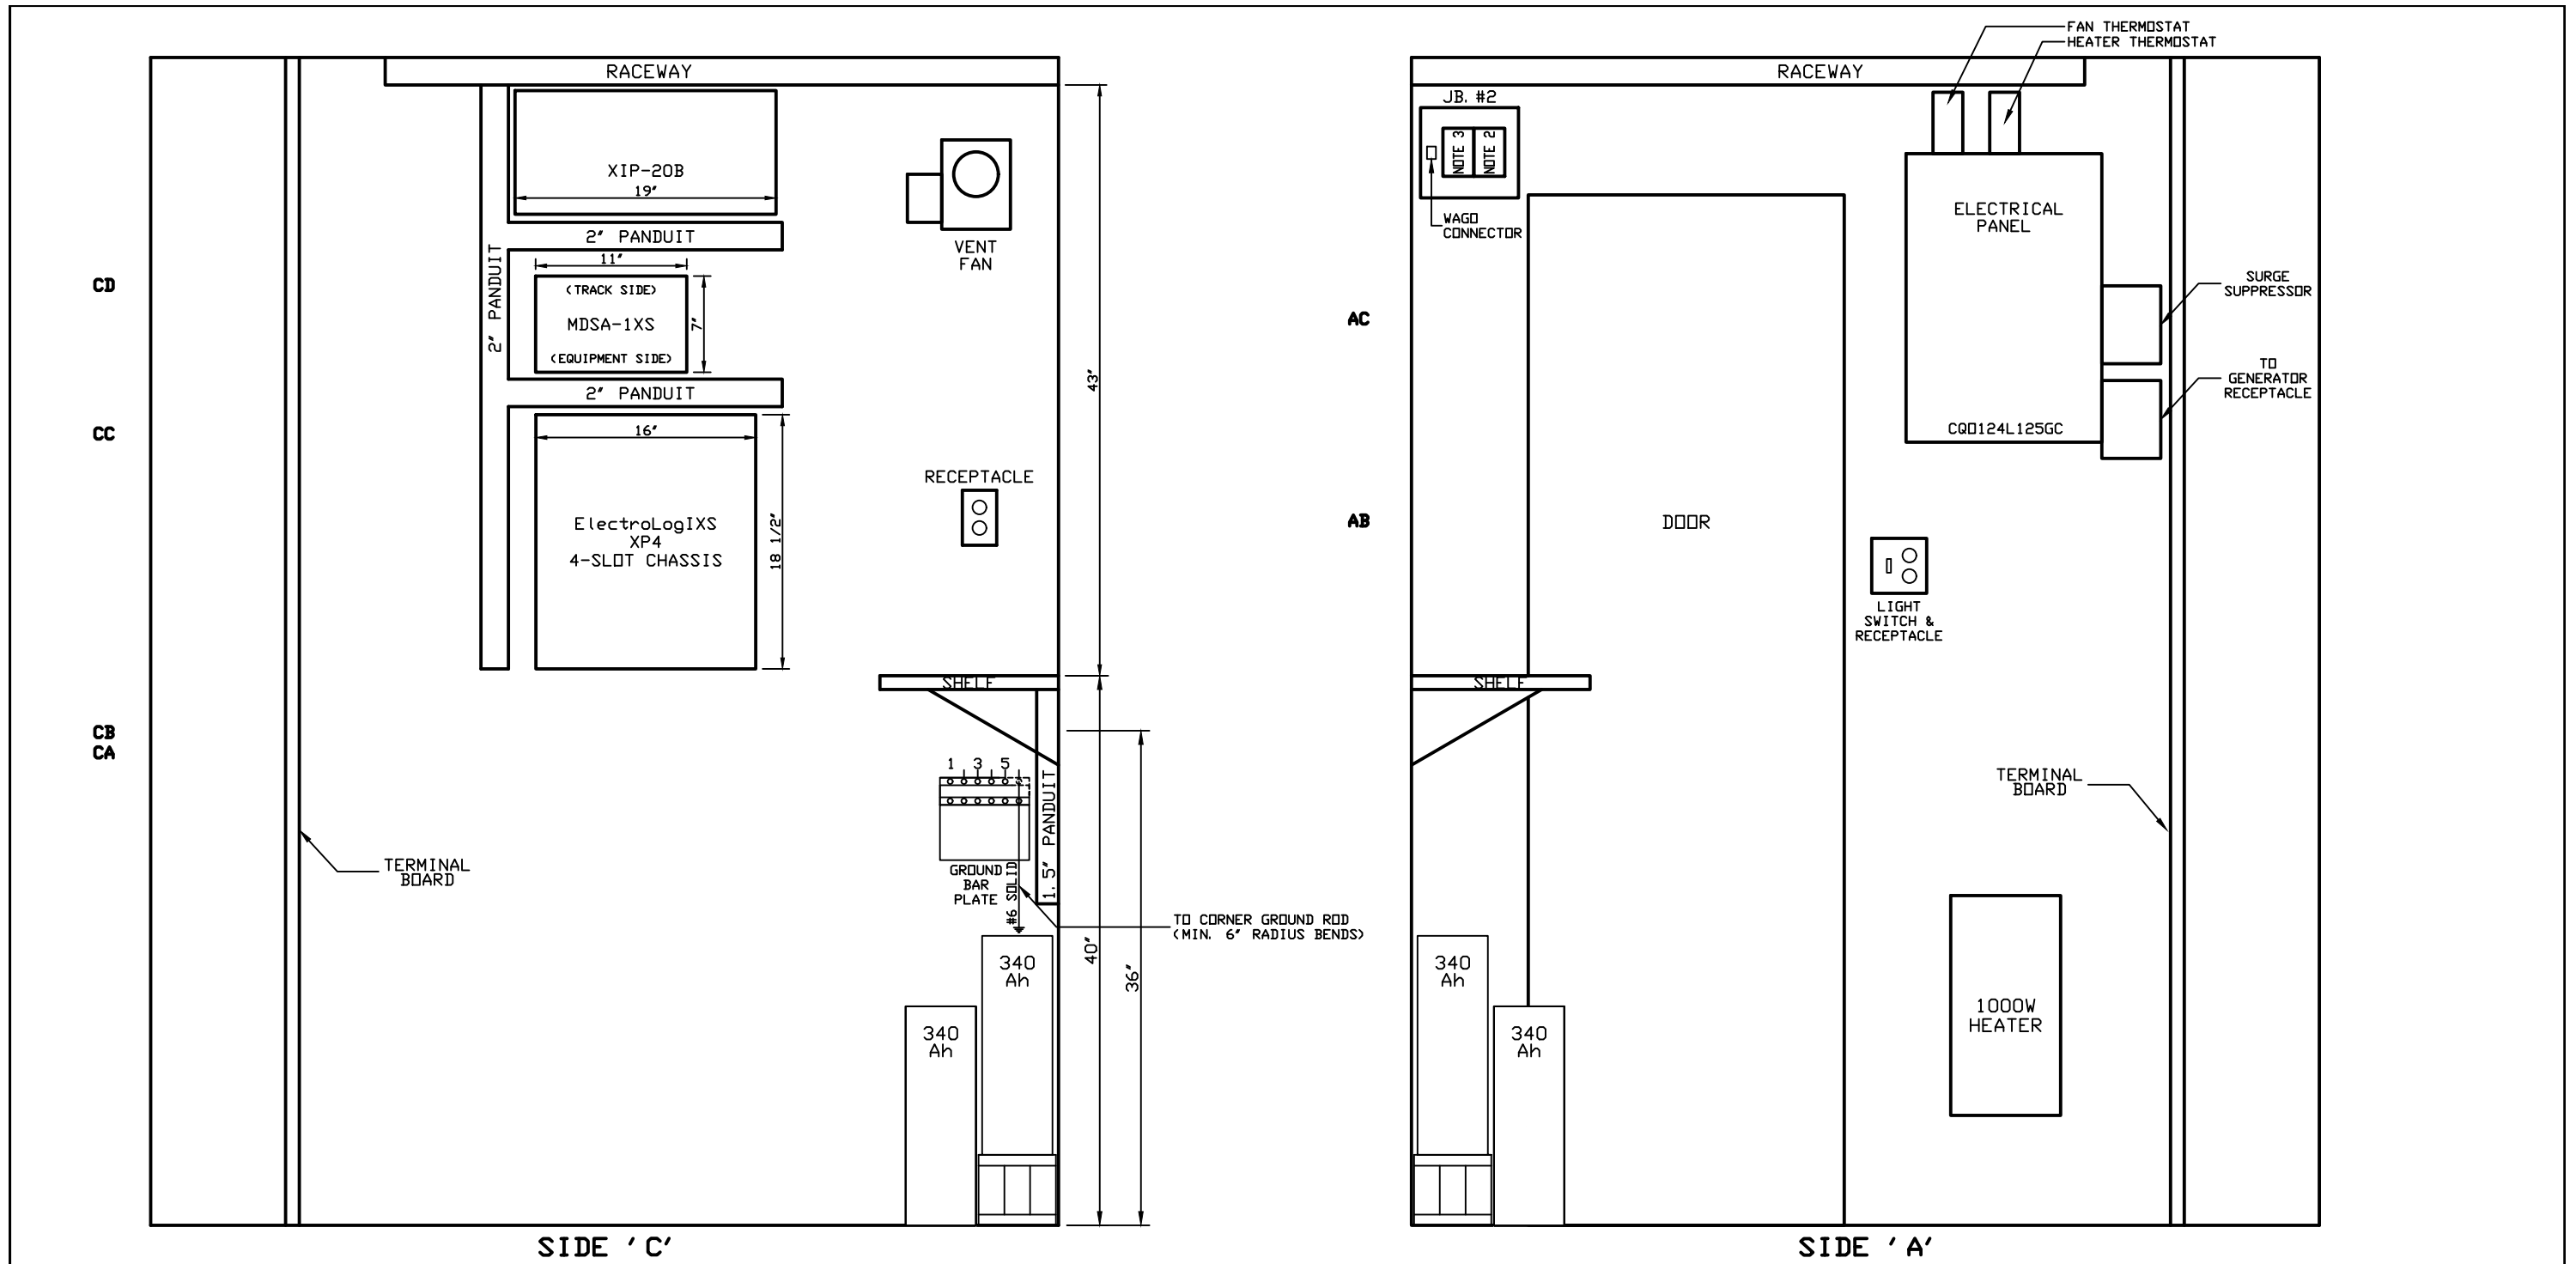 FAN THERMOSTAT
HEATER THERMOSTAT
RACEWAY
XIP-20B
19"
2" PANDUIT
VENT
FAN
2" PANDUIT
11"
(TRACK SIDE)
MDSA-1XS
7"
(EQUIPMENT SIDE)
2" PANDUIT
16"
ElectroLogIXS
XP4
4-SLOT CHASSIS
18 1/2"
RECEPTACLE
43"
CD
CC
CB
CA
SHELF
1 3 5
1.5" PANDUIT
GROUND
BAR
PLATE
#6 SOLID
TERMINAL
BOARD
TO CORNER GROUND ROD
(MIN. 6" RADIUS BENDS)
40"
36"
340
Ah
340
Ah
SIDE 'C'
RACEWAY
JB. #2
NOTE 3
NOTE 2
WAGO
CONNECTOR
ELECTRICAL
PANEL
CQO124L125GC
SURGE
SUPPRESSOR
TO
GENERATOR
RECEPTACLE
AC
AB
DOOR
LIGHT
SWITCH &
RECEPTACLE
SHELF
TERMINAL
BOARD
340
Ah
340
Ah
1000W
HEATER
SIDE 'A'